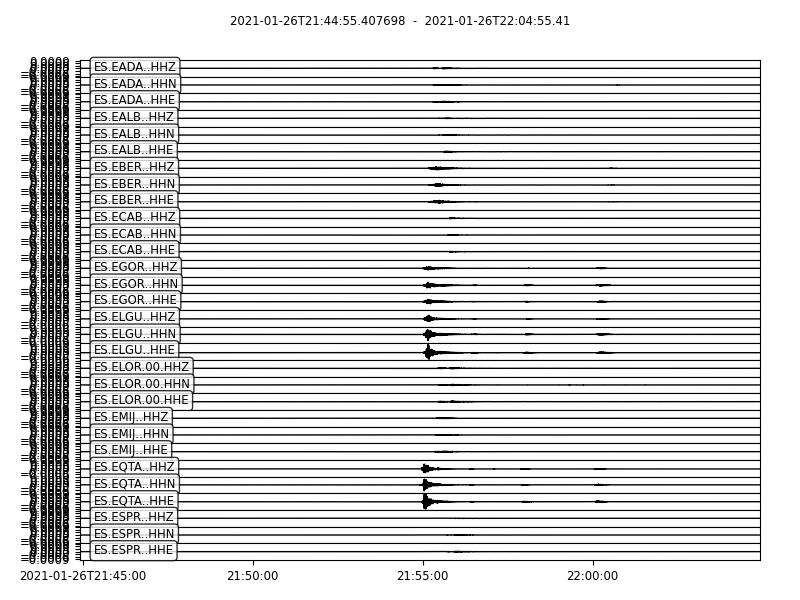 2021-01-26T21:44:55.407698 - 2021-01-26T22:04:55.41
ES.EADA..HHZ
ES.EADA..HHN
ES.EADA..HHE
ES.EALB..HHZ
ES.EALB..HHN
ES.EALB..HHE
ES.EBER..HHZ
ES.EBER..HHN
ES.EBER..HHE
ES.ECAB..HHZ
ES.ECAB..HHN
ES.ECAB..HHE
ES.EGOR..HHZ
ES.EGOR..HHN
ES.EGOR..HHE
ES.ELGU..HHZ
ES.ELGU..HHN
ES.ELGU..HHE
ES.ELOR.00.HHZ
ES.ELOR.00.HHN
ES.ELOR.00.HHE
ES.EMIJ..HHZ
ES.EMIJ..HHN
ES.EMIJ..HHE
ES.EQTA..HHZ
ES.EQTA..HHN
ES.EQTA..HHE
ES.ESPR..HHZ
ES.ESPR..HHN
ES.ESPR..HHE
2021-01-26T21:45:00 21:50:00 21:55:00 22:00:00